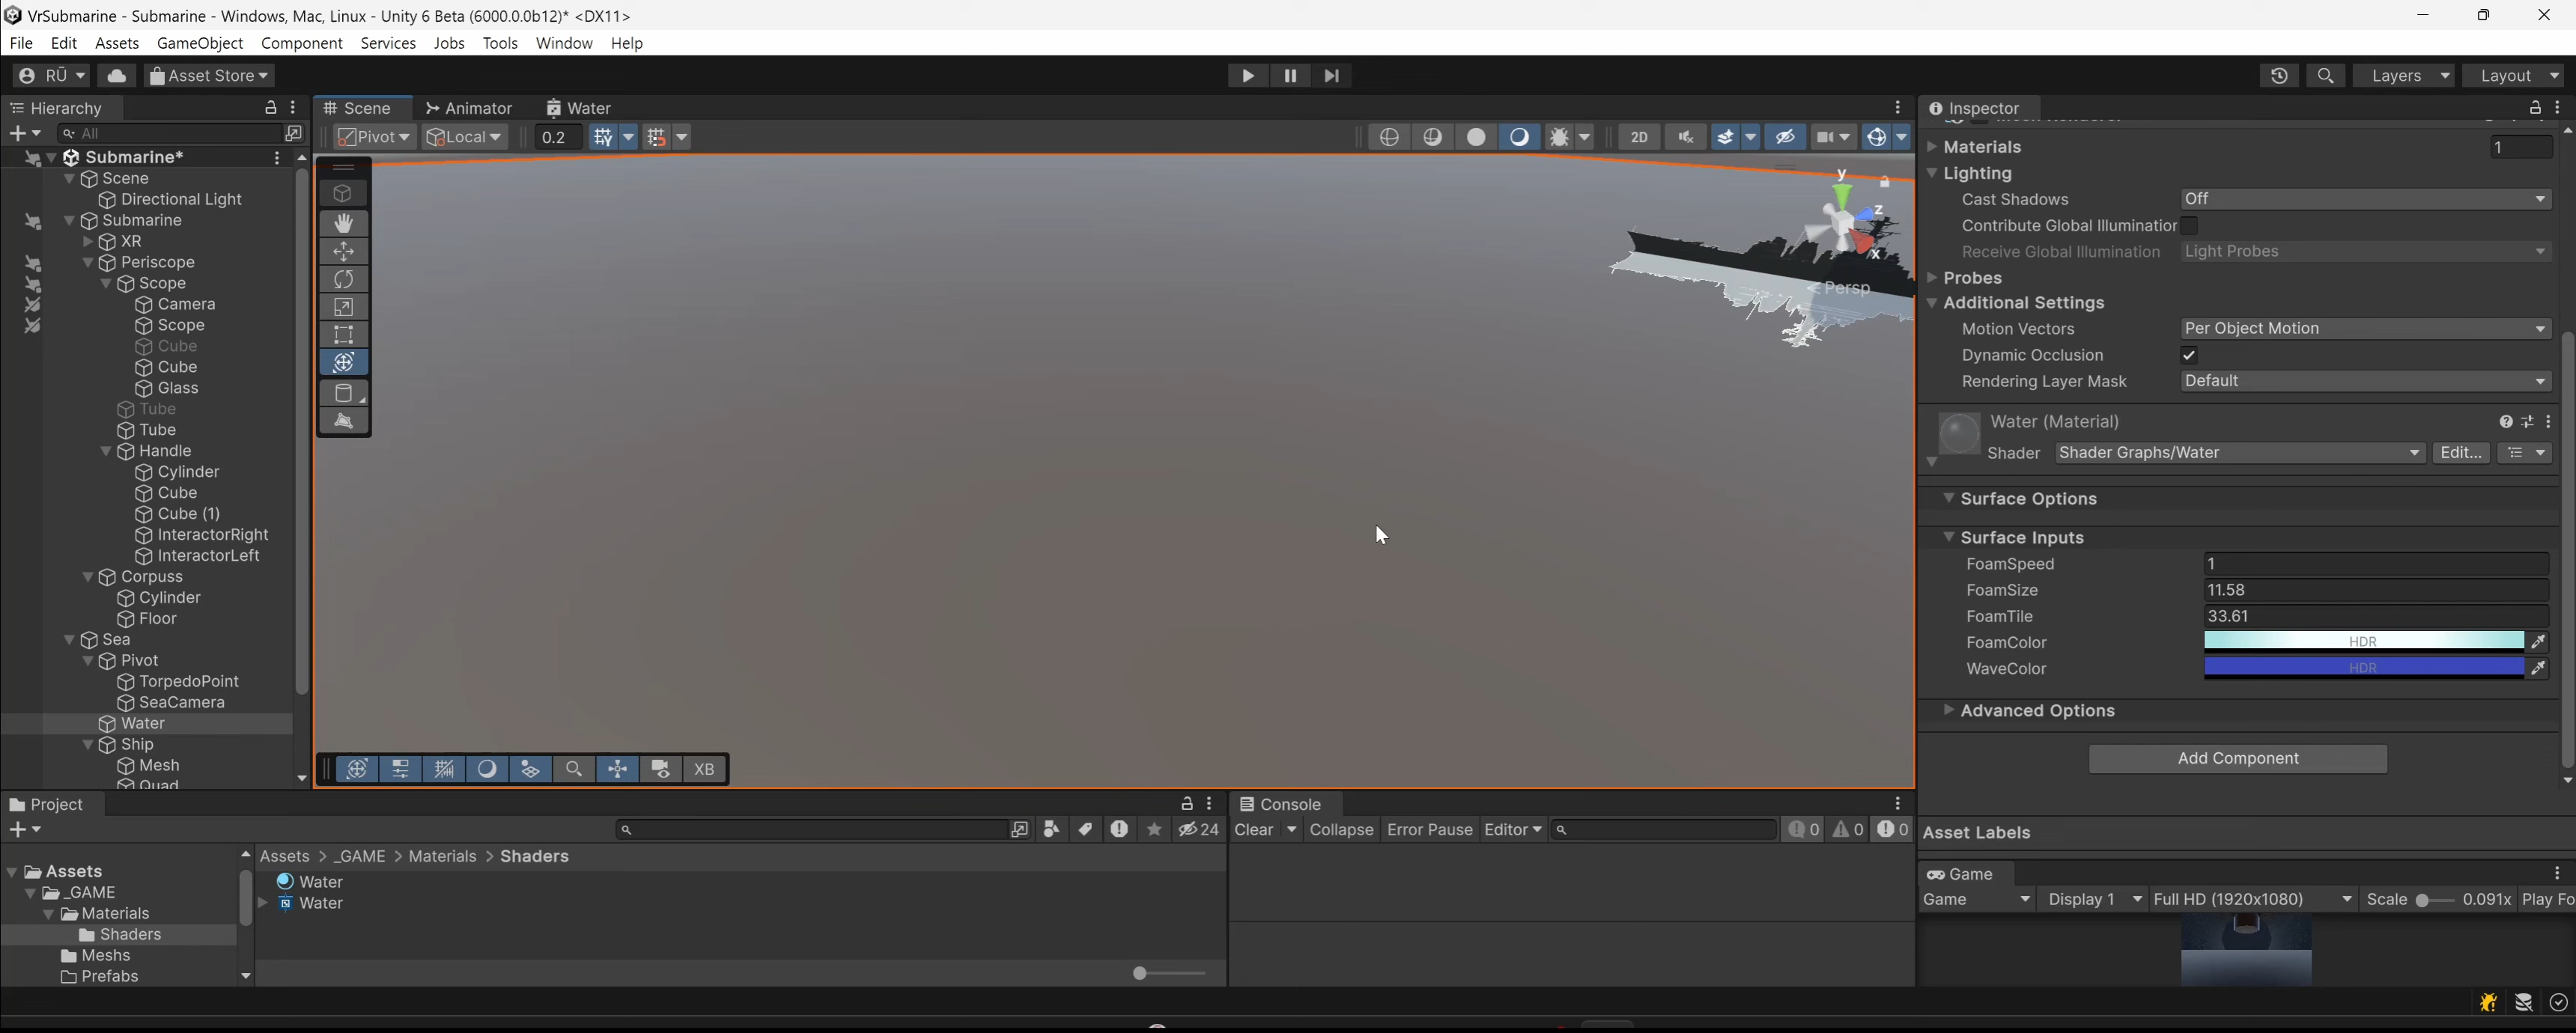 VrSubmarine - Submarine - Windows, Mac, Linux - Unity 6 Beta (6000.0.0b12)* <DX11>
File Edit Assets GameObject Component Services Jobs Tools Window Help
RŪ Asset Store Layers Layout
Hierarchy
All
Submarine*
Scene
Directional Light
Submarine
XR
Periscope
Scope
Camera
Scope
Cube
Cube
Glass
Tube
Tube
Handle
Cylinder
Cube
Cube (1)
InteractorRight
InteractorLeft
Corpuss
Cylinder
Floor
Sea
Pivot
TorpedoPoint
SeaCamera
Water
Ship
Mesh
Quad
Scene Animator Water
Pivot Local 0.2 2D
y
z
x
Persp
XB
Inspector
Materials 1
Lighting
Cast Shadows Off
Contribute Global Illumination
Receive Global Illumination Light Probes
Probes
Additional Settings
Motion Vectors Per Object Motion
Dynamic Occlusion
Rendering Layer Mask Default
Water (Material)
Shader Shader Graphs/Water Edit...
Surface Options
Surface Inputs
FoamSpeed 1
FoamSize 11.58
FoamTile 33.61
FoamColor HDR
WaveColor HDR
Advanced Options
Add Component
Asset Labels
Game
Game Display 1 Full HD (1920x1080) Scale 0.091x Play Fo
Project
24
Assets
_GAME
Materials
Shaders
Meshs
Prefabs
Assets > _GAME > Materials > Shaders
Water
Water
Console
Clear Collapse Error Pause Editor 0 0 0